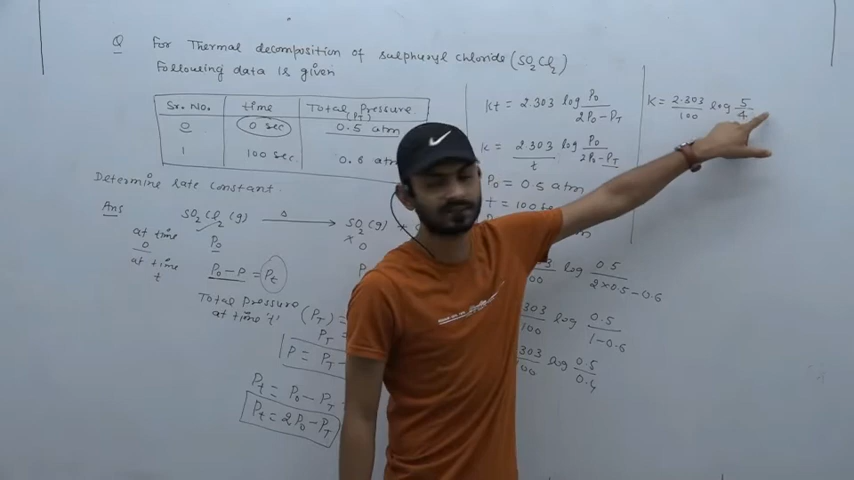 Q For Thermal decomposition of sulphuryl chloride (SO₂Cl₂)
Following data is given
Sr. No. time Total Pressure (PT)
0 0 sec 0.5 atm
1 100 sec 0.6 atm
Determine rate constant.
Ans
SO₂Cl₂(g) Δ → SO₂(g) +
at time 0 P₀ 0
at time t P₀-P = Pt
Total Pressure (PT)
at time 't'
PT =
P = PT -
Pt = P₀ - PT
Pt = 2P₀ - PT
Kt = 2.303 log P₀ / 2P₀-PT
K = 2.303 / t log P₀ / 2P₀-PT
P₀ = 0.5 atm
t = 100 sec
log 0.5 / 2×0.5-0.6
303 / 100 log 0.5 / 1-0.6
303 / 100 log 0.5 / 0.4
K = 2.303 / 100 log 5 / 4